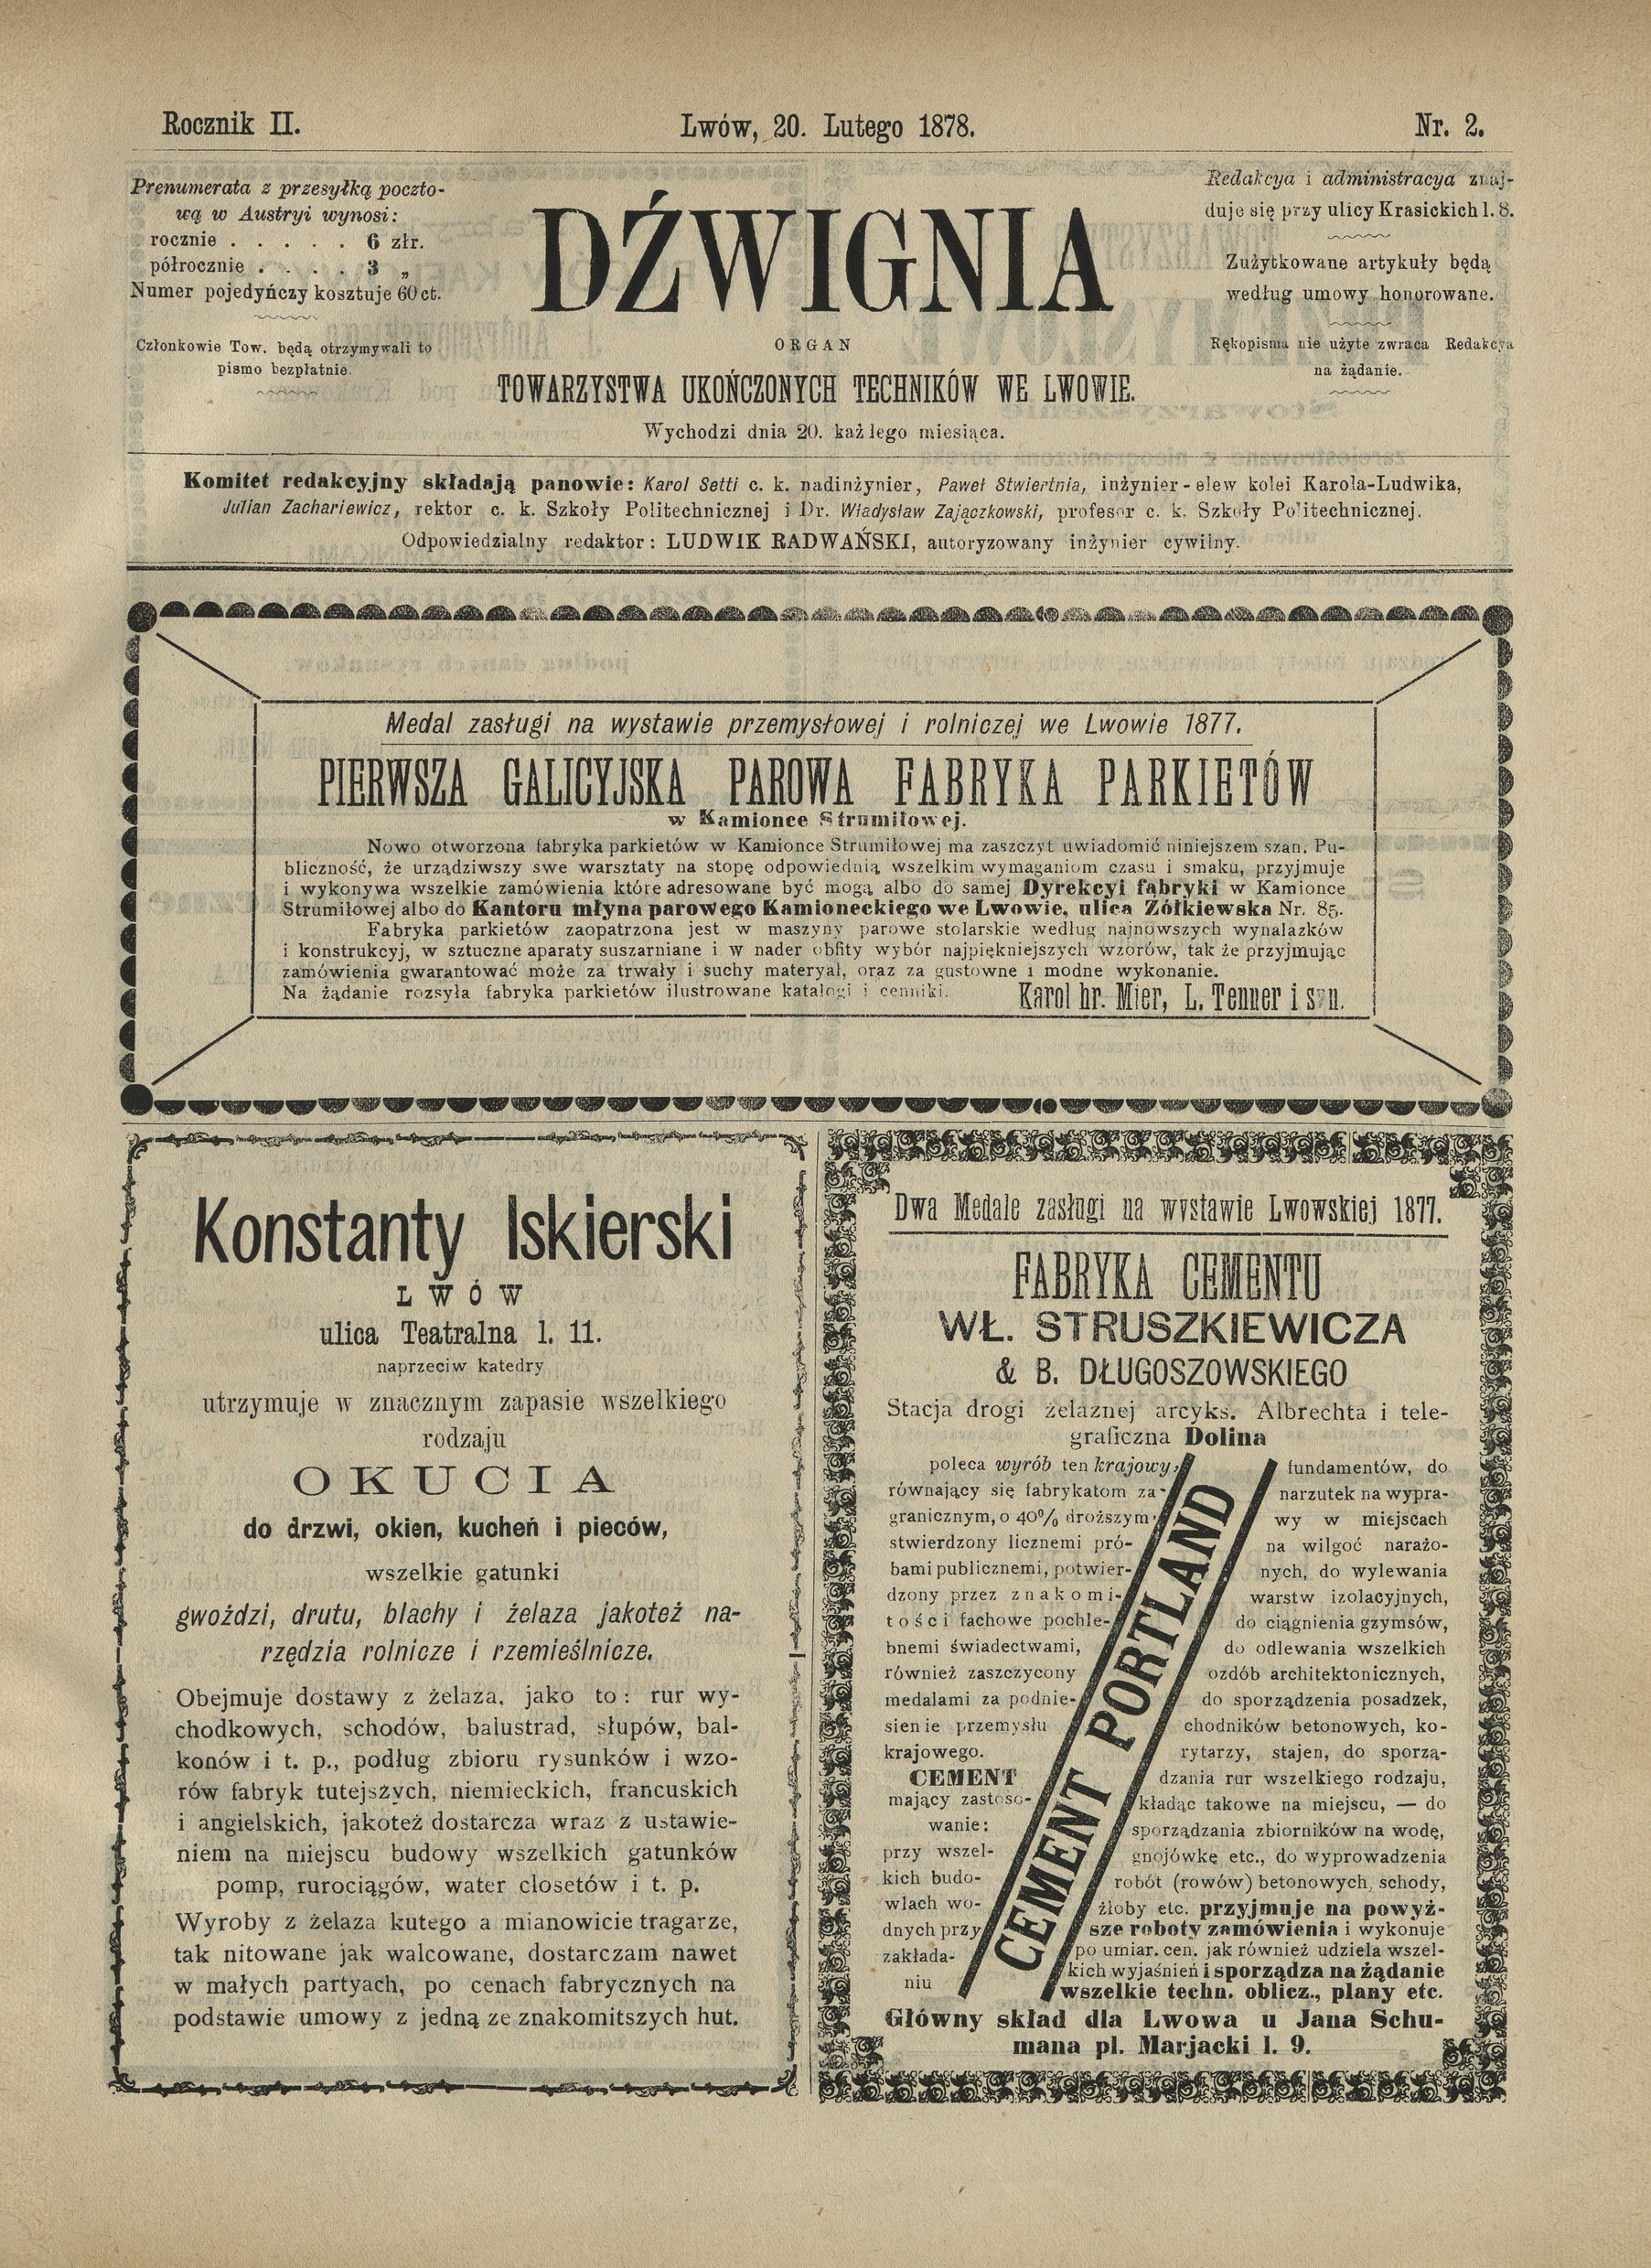 Rocznik II.
Lwów, 20. Lutego 1878.
Nr. 2.
Prenumerata z przesyłką poczto-
wą w Austryi wynosi:
rocznie . . . . . 6 złr.
półrocznie . . . . 3 „
Numer pojedyńczy kosztuje 60 ct.
Członkowie Tow. będą otrzymywali to
pismo bezpłatnie.
DŹWIGNIA
ORGAN
TOWARZYSTWA UKOŃCZONYCH TECHNIKÓW WE LWOWIE.
Wychodzi dnia 20. każdego miesiąca.
Redakcya i administracya znaj-
duje się przy ulicy Krasickich l. 8.
Zużytkowane artykuły będą
według umowy honorowane.
Rękopisma nie użyte zwraca Redakcya
na żądanie.
Komitet redakcyjny składają panowie: Karol Setti c. k. nadinżynier, Paweł Stwiertnia, inżynier-elew kolei Karola-Ludwika,
Julian Zachariewicz, rektor c. k. Szkoły Politechnicznej i Dr. Władysław Zajączkowski, profesor c. k. Szkoły Politechnicznej.
Odpowiedzialny redaktor: LUDWIK RADWAŃSKI, autoryzowany inżynier cywilny.
Medal zasługi na wystawie przemysłowej i rolniczej we Lwowie 1877.
PIERWSZA GALICYJSKA PAROWA FABRYKA PARKIETÓW
w Kamionce Strumiłowej.
Nowo otworzona fabryka parkietów w Kamionce Strumiłowej ma zaszczyt uwiadomić niniejszem szan. Pu-
bliczność, że urządziwszy swe warsztaty na stopę odpowiednią wszelkim wymaganiom czasu i smaku, przyjmuje
i wykonywa wszelkie zamówienia które adresowane być mogą albo do samej Dyrekcyi fabryki w Kamionce
Strumiłowej albo do Kantoru młyna parowego Kamioneckiego we Lwowie, ulica Żółkiewska Nr. 85.
Fabryka parkietów zaopatrzona jest w maszyny parowe stolarskie według najnowszych wynalazków
i konstrukcyj, w sztuczne aparaty suszarniane i w nader obfity wybór najpiękniejszych wzorów, tak że przyjmując
zamówienia gwarantować może za trwały i suchy materyał, oraz za gustowne i modne wykonanie.
Na żądanie rozsyła fabryka parkietów ilustrowane katalogi i cenniki.
Karol hr. Mier, L. Tenner i syn.
Konstanty Iskierski
LWÓW
ulica Teatralna l. 11.
naprzeciw katedry
utrzymuje w znacznym zapasie wszelkiego
rodzaju
OKUCIA
do drzwi, okien, kucheń i pieców,
wszelkie gatunki
gwoździ, drutu, blachy i żelaza jakoteż na-
rzędzia rolnicze i rzemieślnicze.
Obejmuje dostawy z żelaza, jako to: rur wy-
chodkowych, schodów, balustrad, słupów, bal-
konów i t. p., podług zbioru rysunków i wzo-
rów fabryk tutejszych, niemieckich, francuskich
i angielskich, jakoteż dostarcza wraz z ustawie-
niem na miejscu budowy wszelkich gatunków
pomp, rurociągów, water closetów i t. p.
Wyroby z żelaza kutego a mianowicie tragarze,
tak nitowane jak walcowane, dostarczam nawet
w małych partyach, po cenach fabrycznych na
podstawie umowy z jedną ze znakomitszych hut.
Dwa Medale zasługi na wystawie Lwowskiej 1877.
FABRYKA CEMENTU
WŁ. STRUSZKIEWICZA
& B. DŁUGOSZOWSKIEGO
Stacja drogi żelaznej arcyks. Albrechta i tele-
graficzna Dolina
poleca wyrób ten krajowy,
równający się fabrykatom za-
granicznym, o 40% droższym
stwierdzony licznemi pró-
bami publicznemi, potwier-
dzony przez znakomi-
tości fachowe pochle-
bnemi świadectwami,
również zaszczycony
medalami za podnie-
sienie przemysłu
krajowego.
CEMENT
mający zastoso-
wanie:
przy wszel-
kich budo-
wlach wo-
dnych przy
zakłada-
niu
CEMENT PORTLAND
fundamentów, do
narzutek na wypra-
wy w miejscach
na wilgoć narażo-
nych, do wylewania
warstw izolacyjnych,
do ciągnienia gzymsów,
do odlewania wszelkich
ozdób architektonicznych,
do sporządzenia posadzek,
chodników betonowych, ko-
rytarzy, stajen, do sporzą-
dzania rur wszelkiego rodzaju,
kładąc takowe na miejscu, — do
sporządzania zbiorników na wodę,
gnojówkę etc., do wyprowadzenia
robót (rowów) betonowych, schody,
żłoby etc. przyjmuje na powyż-
sze roboty zamówienia i wykonuje
po umiar. cen. jak również udziela wszel-
kich wyjaśnień i sporządza na żądanie
wszelkie techn. oblicz., plany etc.
Główny skład dla Lwowa u Jana Schu-
mana pl. Marjacki l. 9.